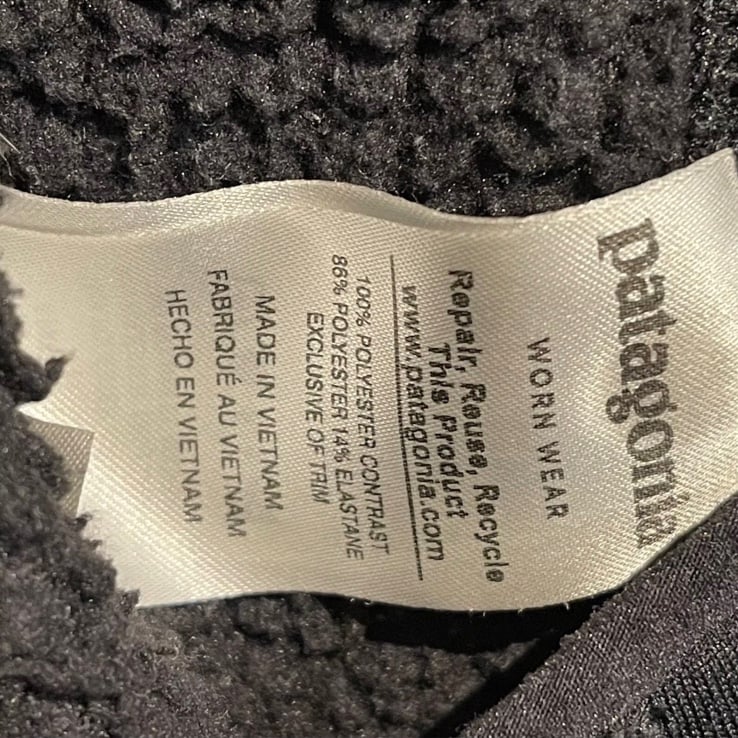 patagonia
WORN WEAR
Repair, Reuse, Recycle
This Product
www.patagonia.com
100% POLYESTER CONTRAST
86% POLYESTER 14% ELASTANE
EXCLUSIVE OF TRIM
MADE IN VIETNAM
FABRIQUÉ AU VIETNAM
HECHO EN VIETNAM